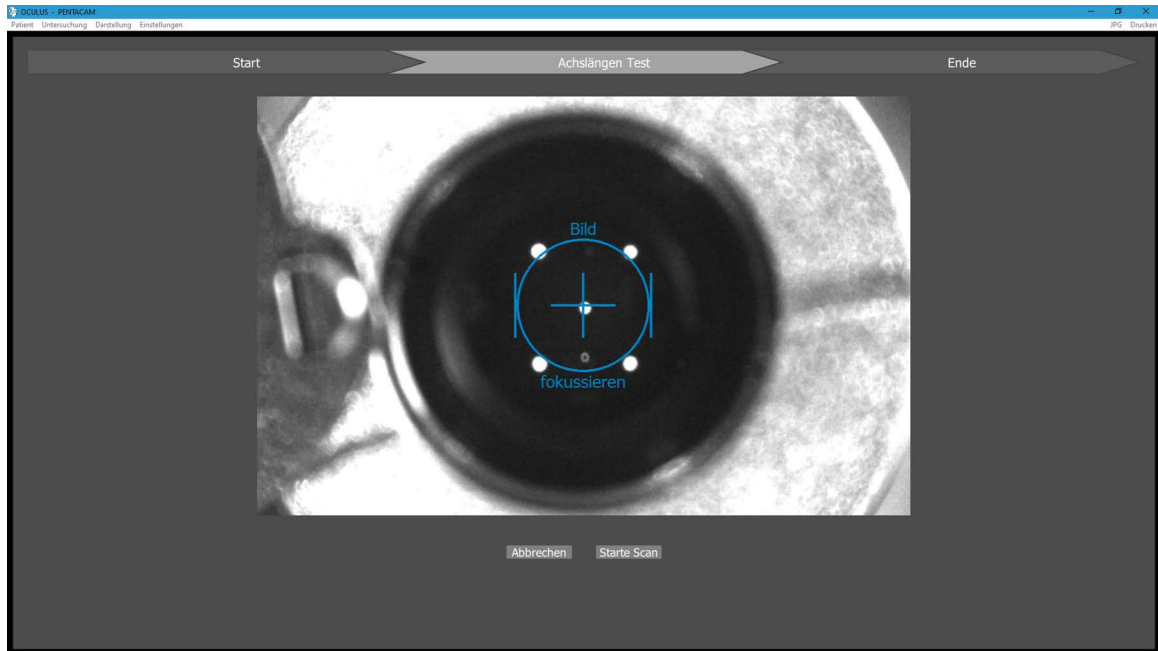 OCULUS - PENTACAM
Patient Untersuchung Darstellung Einstellungen JPG Drucken
Start Achslängen Test Ende
Bild
fokussieren
Abbrechen Starte Scan